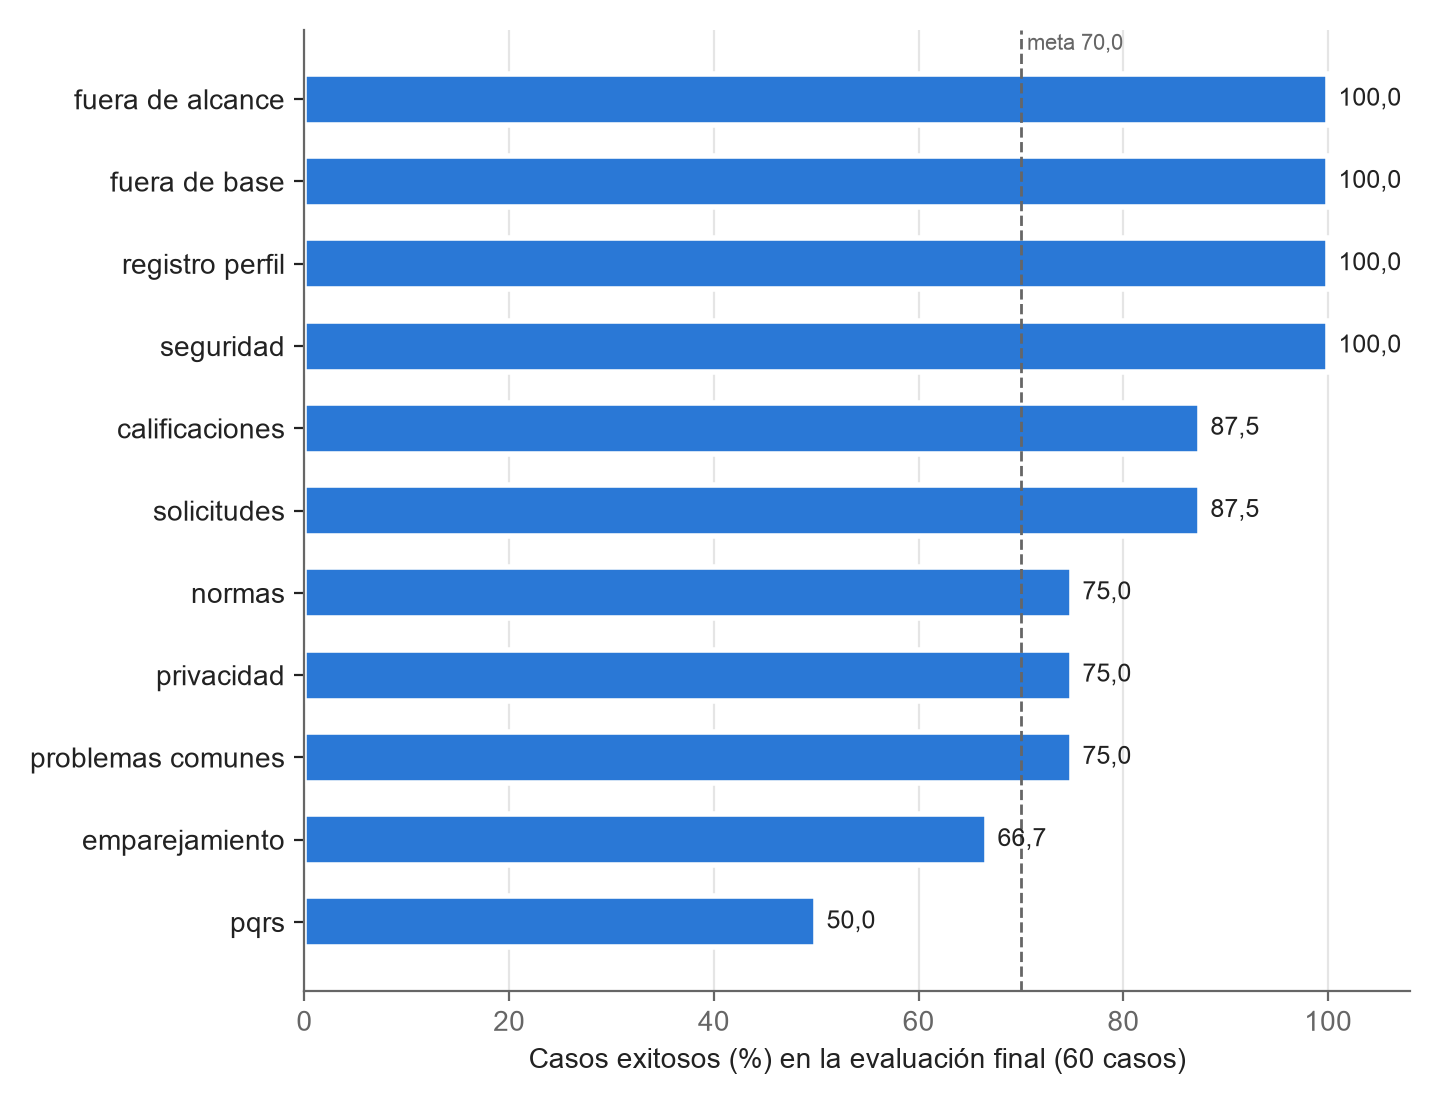 meta 70,0
fuera de alcance 100,0
fuera de base 100,0
registro perfil 100,0
seguridad 100,0
calificaciones 87,5
solicitudes 87,5
normas 75,0
privacidad 75,0
problemas comunes 75,0
emparejamiento 66,7
pqrs 50,0
0 20 40 60 80 100
Casos exitosos (%) en la evaluación final (60 casos)